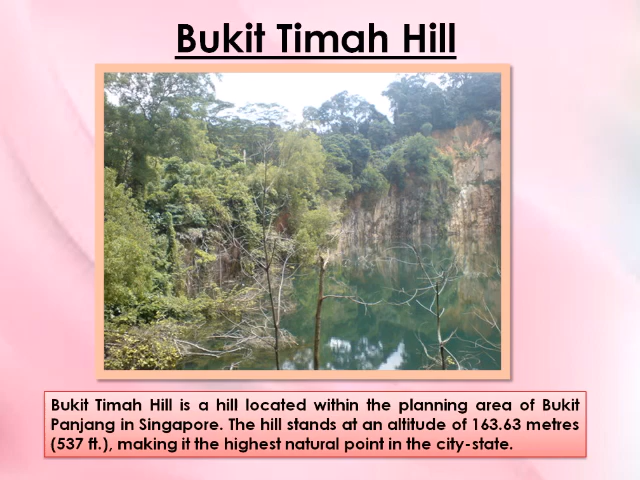 Bukit Timah Hill
Bukit Timah Hill is a hill located within the planning area of Bukit
Panjang in Singapore. The hill stands at an altitude of 163.63 metres
(537 ft.), making it the highest natural point in the city-state.